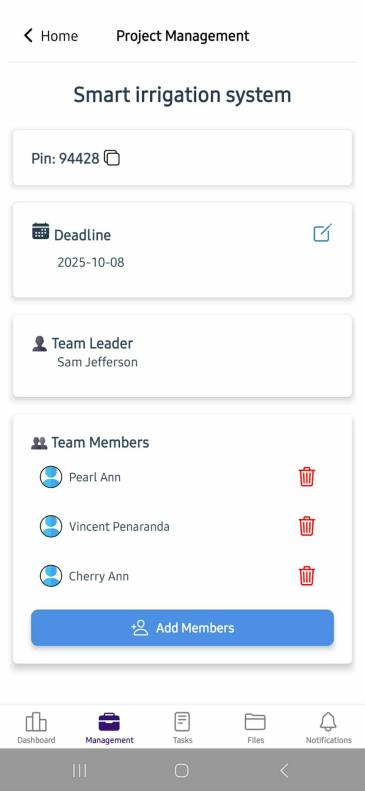 Home Project Management
Smart irrigation system
Pin: 94428
Deadline
2025-10-08
Team Leader
Sam Jefferson
Team Members
Pearl Ann
Vincent Penaranda
Cherry Ann
Add Members
Dashboard Management Tasks Files Notifications